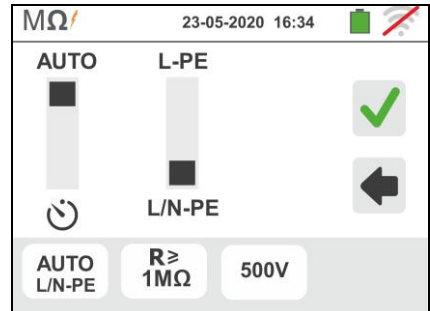 MΩ 23-05-2020 16:34
AUTO L-PE
L/N-PE
AUTO L/N-PE
R≥ 1MΩ
500V